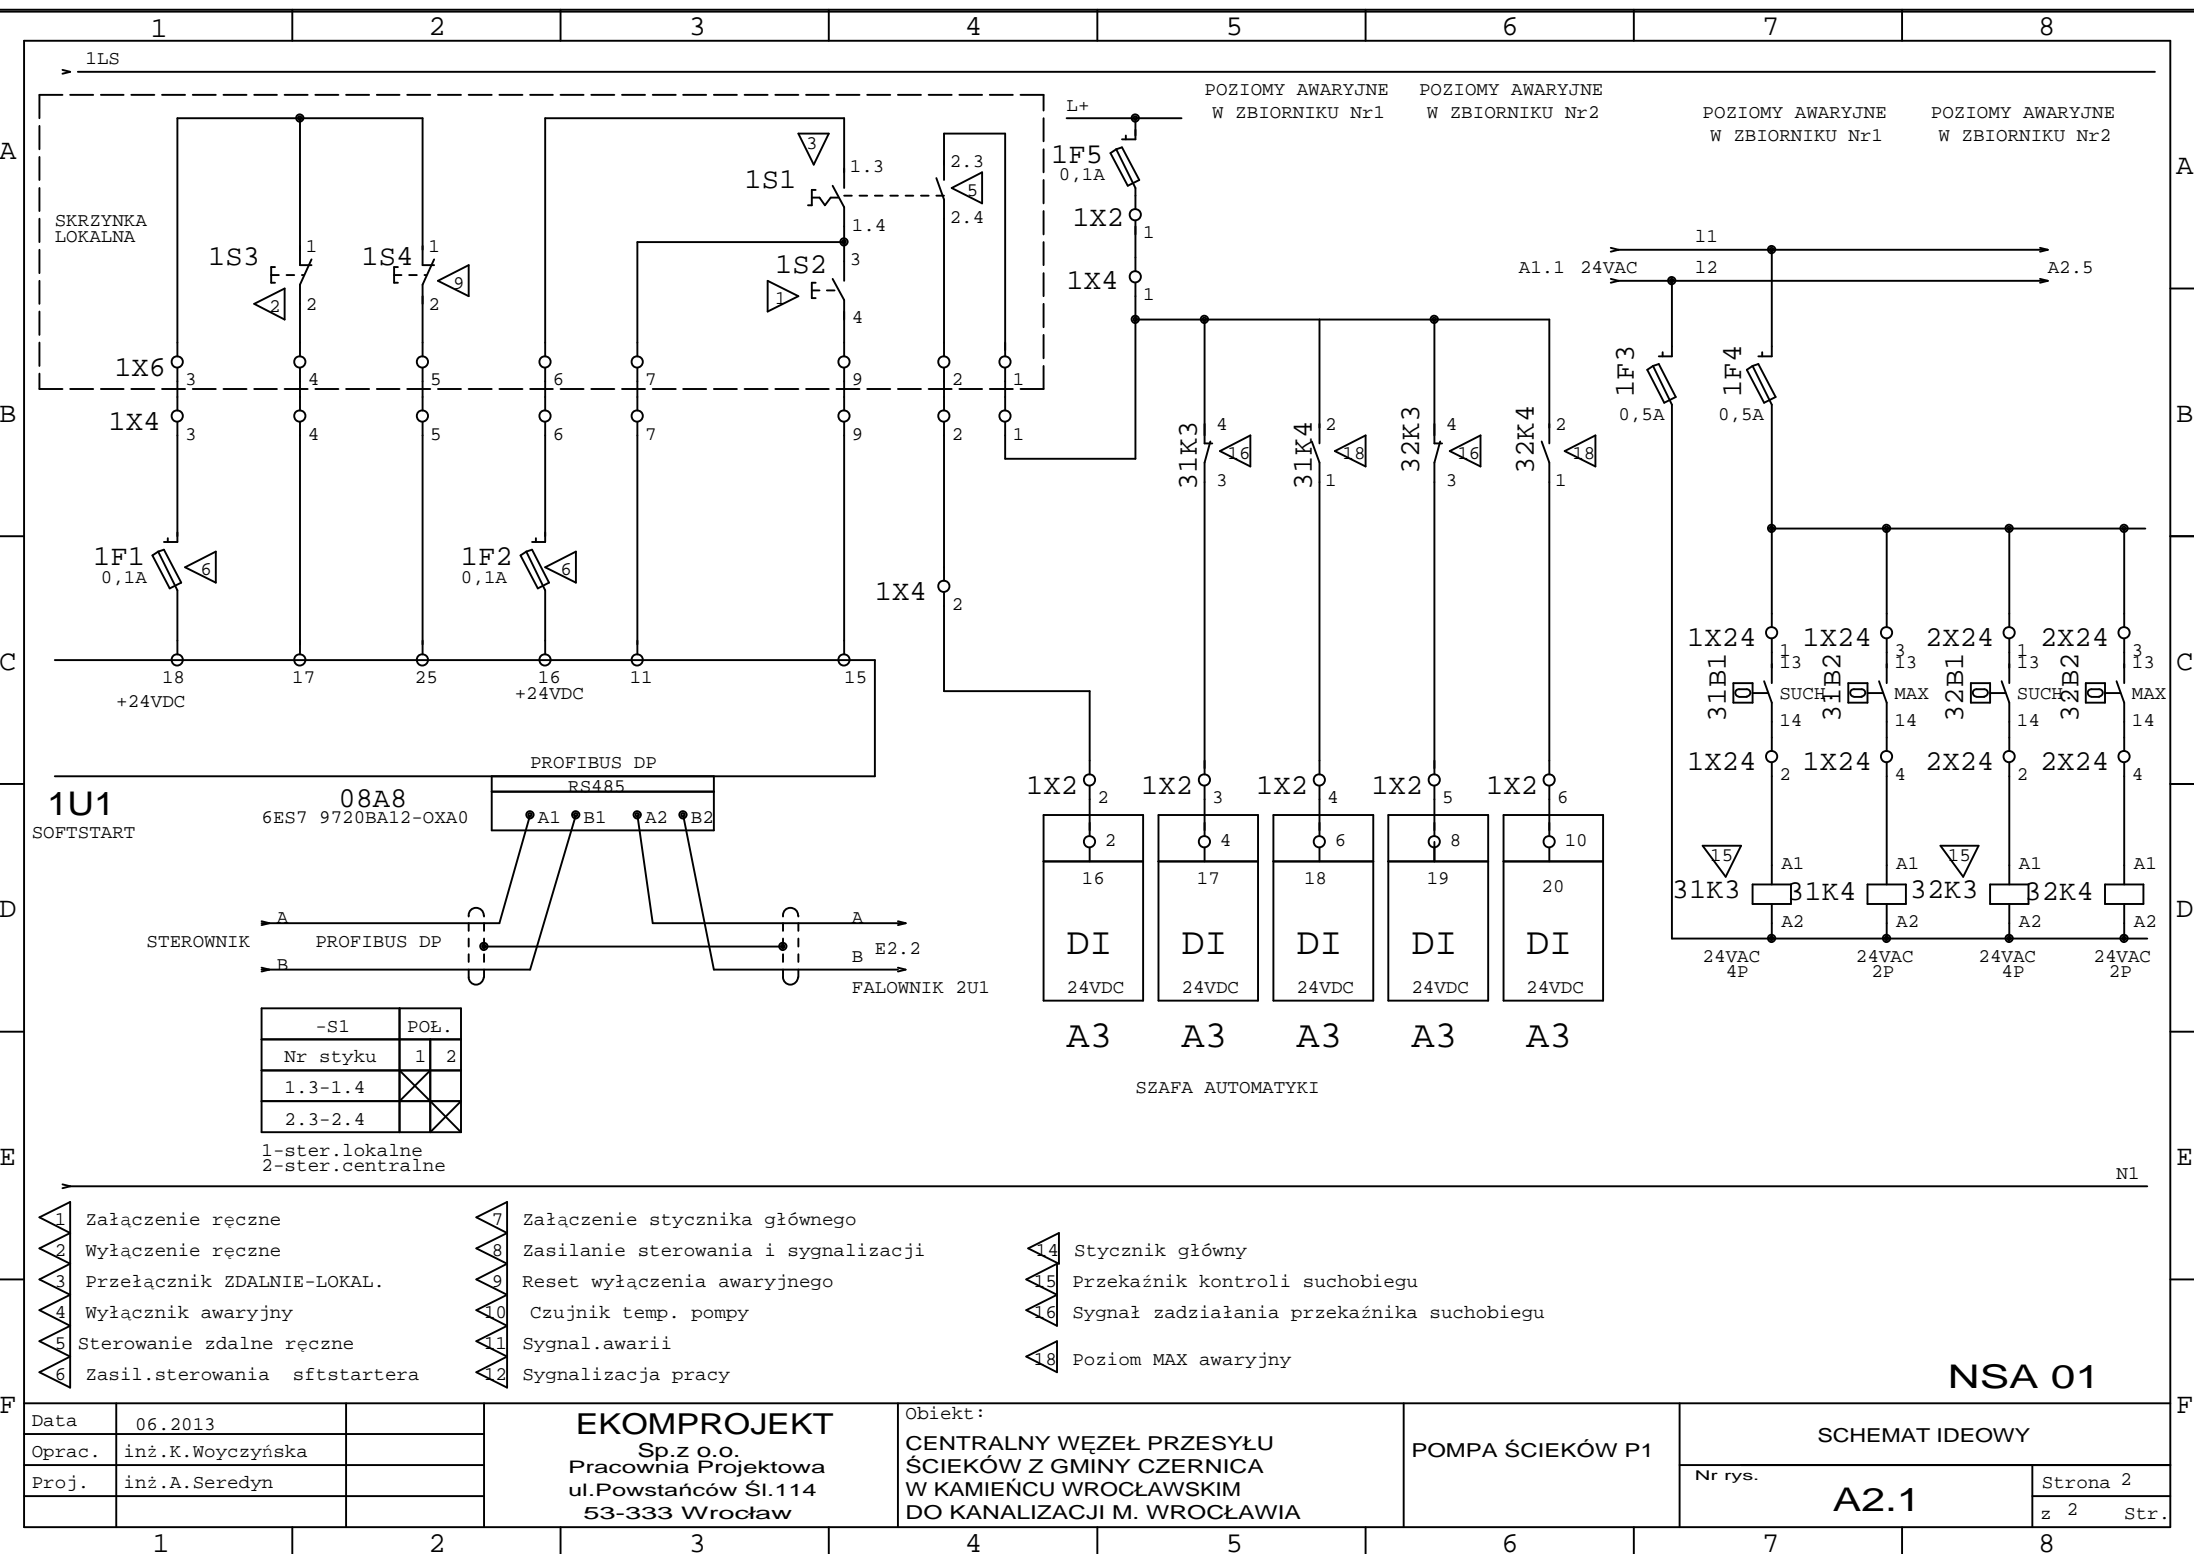 1 2 3 4 5 6 7 8
1LS
SKRZYNKA
LOKALNA
1S3
1
2
2
1S4
1
9
2
3
1S1
1.3
1.4
1S2
3
1
4
2.3
5
2.4
L+
1F5
0,1A
1X2
1
1X4
1
POZIOMY AWARYJNE
W ZBIORNIKU Nr1
POZIOMY AWARYJNE
W ZBIORNIKU Nr2
POZIOMY AWARYJNE
W ZBIORNIKU Nr1
POZIOMY AWARYJNE
W ZBIORNIKU Nr2
A A
l1
A1.1 24VAC l2 A2.5
1X6 3 4 5 6 7 9 2 1
1X4 3 4 5 6 7 9 2 1
B B
31K3 4 16 3
31K4 2 18 1
32K3 4 16 3
32K4 2 18 1
1F3
0,5A
1F4
0,5A
1F1
0,1A
6
1F2
0,1A
6
1X4 2
C C
18 17 25 16 11 15
+24VDC +24VDC
1X24 1 1X24 3 2X24 1 2X24 3
31B1 13 SUCH 14
31B2 13 MAX 14
32B1 13 SUCH. 14
32B2 13 MAX 14
1X24 2 1X24 4 2X24 2 2X24 4
PROFIBUS DP
RS485
A1 B1 A2 B2
1U1
SOFTSTART
08A8
6ES7 9720BA12-OXA0
1X2 2 1X2 3 1X2 4 1X2 5 1X2 6
2 4 6 8 10
16 17 18 19 20
DI DI DI DI DI
24VDC 24VDC 24VDC 24VDC 24VDC
A3 A3 A3 A3 A3
SZAFA AUTOMATYKI
15 15
31K3 A1 A2
31K4 A1 A2
32K3 A1 A2
32K4 A1 A2
24VAC
4P
24VAC
2P
24VAC
4P
24VAC
2P
D D
A A
STEROWNIK PROFIBUS DP
B B E2.2
FALOWNIK 2U1
-S1 POŁ.
Nr styku 1 2
1.3-1.4
2.3-2.4
1-ster.lokalne
2-ster.centralne
E E
N1
1 Załączenie ręczne
2 Wyłączenie ręczne
3 Przełącznik ZDALNIE-LOKAL.
4 Wyłącznik awaryjny
5 Sterowanie zdalne ręczne
6 Zasil.sterowania sftstartera
7 Załączenie stycznika głównego
8 Zasilanie sterowania i sygnalizacji
9 Reset wyłączenia awaryjnego
10 Czujnik temp. pompy
11 Sygnal.awarii
12 Sygnalizacja pracy
14 Stycznik główny
15 Przekaźnik kontroli suchobiegu
16 Sygnał zadziałania przekaźnika suchobiegu
18 Poziom MAX awaryjny
NSA 01
F F
Data 06.2013
Oprac. inż.K.Woyczyńska
Proj. inż.A.Seredyn
EKOMPROJEKT
Sp.z o.o.
Pracownia Projektowa
ul.Powstańców Śl.114
53-333 Wrocław
Obiekt:
CENTRALNY WĘZEŁ PRZESYŁU
ŚCIEKÓW Z GMINY CZERNICA
W KAMIEŃCU WROCŁAWSKIM
DO KANALIZACJI M. WROCŁAWIA
POMPA ŚCIEKÓW P1
SCHEMAT IDEOWY
Nr rys.
A2.1
Strona 2
z 2 Str.
1 2 3 4 5 6 7 8